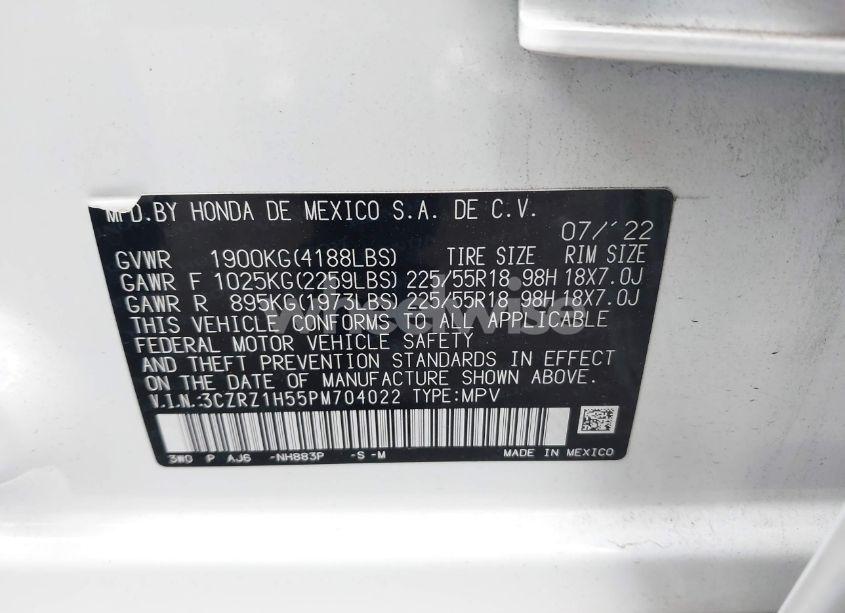 MFD.BY HONDA DE MEXICO S.A. DE C.V.
07/'22
GVWR 1900KG(4188LBS) TIRE SIZE RIM SIZE
GAWR F 1025KG(2259LBS) 225/55R18 98H 18X7.0J
GAWR R 895KG(1973LBS) 225/55R18 98H 18X7.0J
THIS VEHICLE CONFORMS TO ALL APPLICABLE
FEDERAL MOTOR VEHICLE SAFETY
AND THEFT PREVENTION STANDARDS IN EFFECT
ON THE DATE OF MANUFACTURE SHOWN ABOVE.
V.I.N.:3CZRZ1H55PM704022 TYPE:MPV
3W0 P AJ6 -NH883P -S -M MADE IN MEXICO
wheelwise